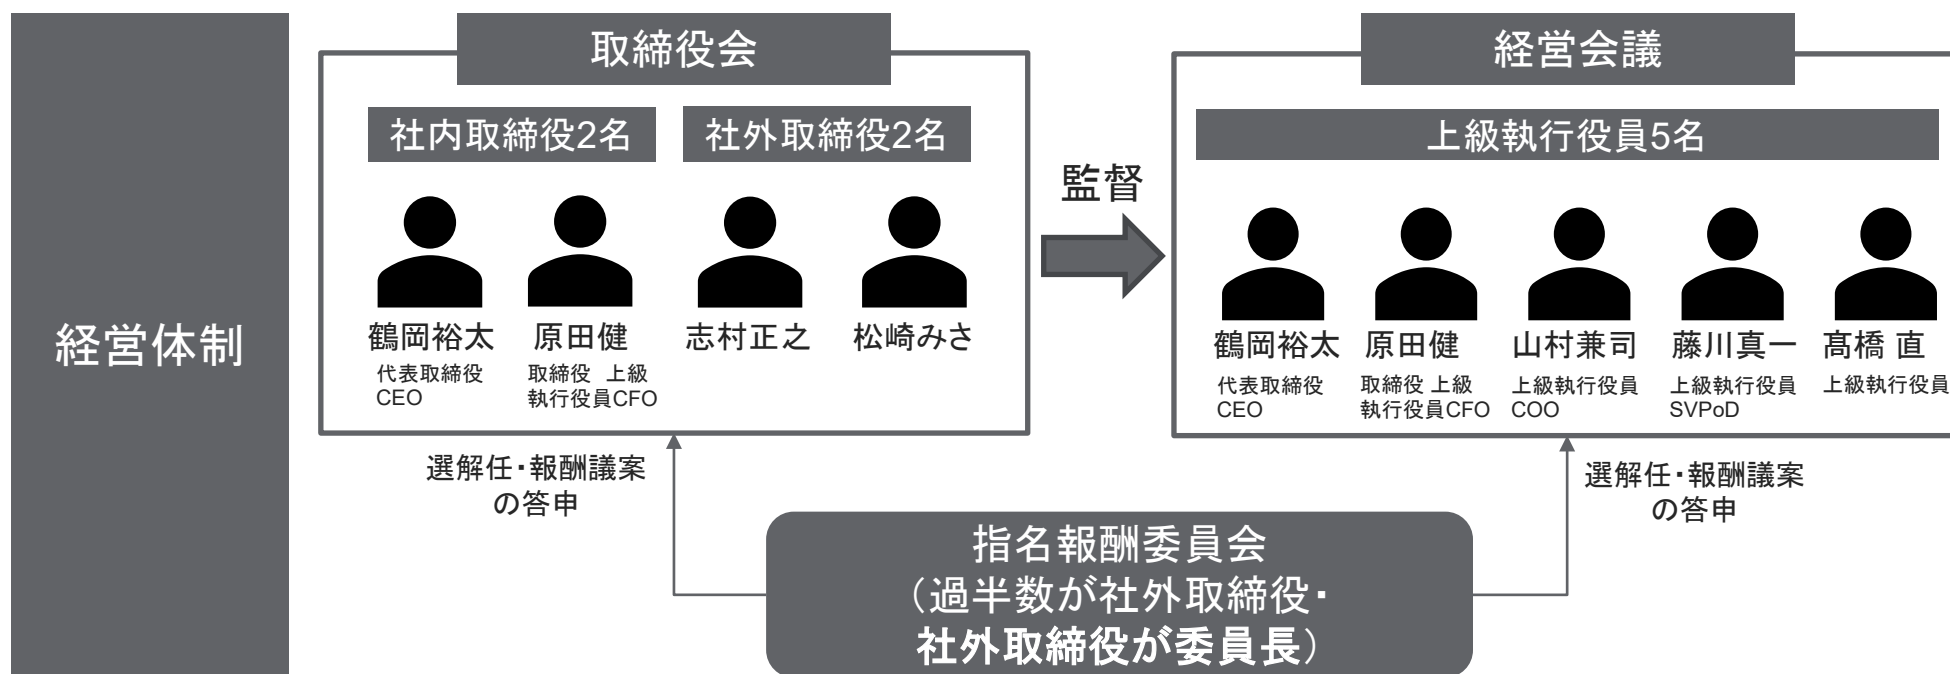 経営体制
取締役会
社内取締役2名
社外取締役2名
鶴岡裕太
代表取締役
CEO
原田健
取締役 上級
執行役員CFO
志村正之
松崎みさ
監督
経営会議
上級執行役員5名
鶴岡裕太
代表取締役
CEO
原田健
取締役 上級
執行役員CFO
山村兼司
上級執行役員
COO
藤川真一
上級執行役員
SVPoD
髙橋 直
上級執行役員
選解任・報酬議案
の答申
選解任・報酬議案
の答申
指名報酬委員会
（過半数が社外取締役・
社外取締役が委員長）